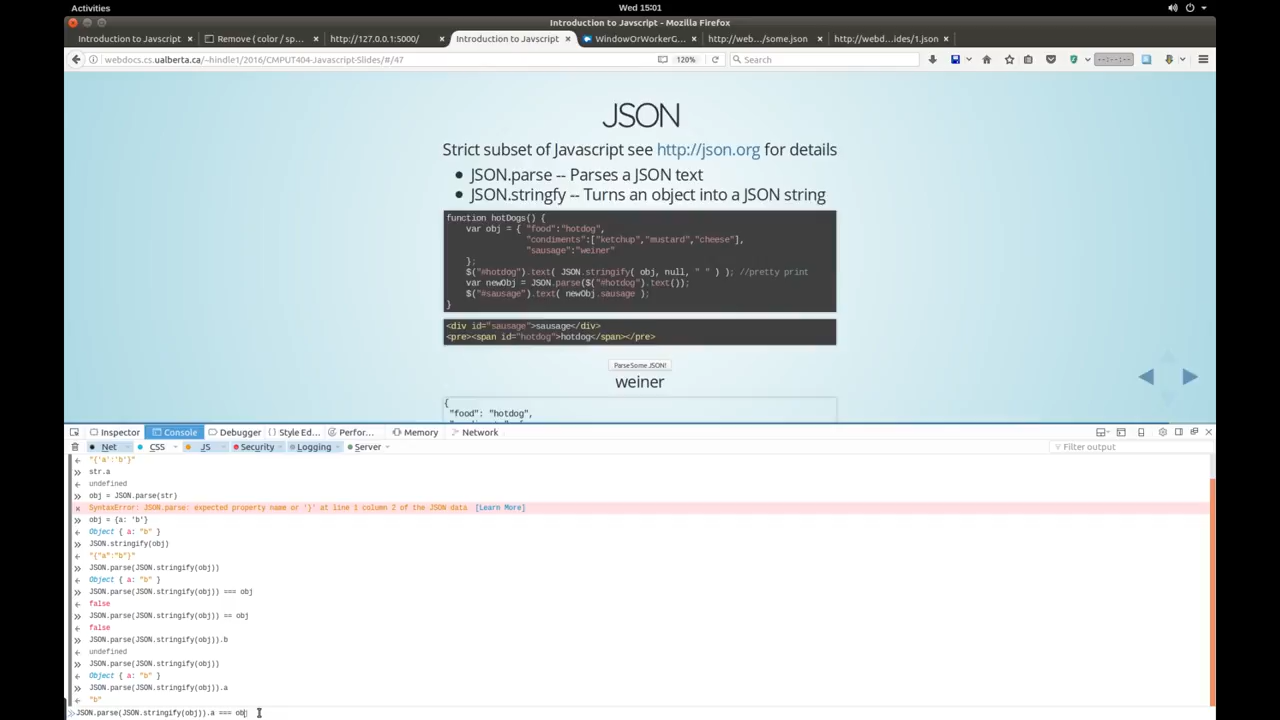 Activities
Wed 15:01
Introduction to Javscript - Mozilla Firefox
Introduction to Javscript × Remove ( color / sp... × http://127.0.0.1:5000/ × Introduction to Javscript × WindowOrWorkerG... × http://web.../some.json × http://webd...ides/1.json ×
webdocs.cs.ualberta.ca/~hindle1/2016/CMPUT404-Javascript-Slides/#/47
120%
Search
JSON
Strict subset of Javascript see http://json.org for details
• JSON.parse -- Parses a JSON text
• JSON.stringfy -- Turns an object into a JSON string
function hotDogs() {
var obj = { "food":"hotdog",
"condiments":["ketchup","mustard","cheese"],
"sausage":"weiner"
};
$("#hotdog").text( JSON.stringify( obj, null, " " ) ); //pretty print
var newObj = JSON.parse($("#hotdog").text());
$("#sausage").text( newObj.sausage );
}
<div id="sausage">sausage</div>
<pre><span id="hotdog">hotdog</span></pre>
Parse Some JSON!
weiner
{
"food": "hotdog",
Inspector Console Debugger Style Ed... Perfor... Memory Network
Net CSS JS Security Logging Server
Filter output
"{'a':'b'}"
str.a
undefined
obj = JSON.parse(str)
SyntaxError: JSON.parse: expected property name or '}' at line 1 column 2 of the JSON data [Learn More]
obj = {a: 'b'}
Object { a: "b" }
JSON.stringify(obj)
"{"a":"b"}"
JSON.parse(JSON.stringify(obj))
Object { a: "b" }
JSON.parse(JSON.stringify(obj)) === obj
false
JSON.parse(JSON.stringify(obj)) == obj
false
JSON.parse(JSON.stringify(obj)).b
undefined
JSON.parse(JSON.stringify(obj))
Object { a: "b" }
JSON.parse(JSON.stringify(obj)).a
"b"
JSON.parse(JSON.stringify(obj)).a === obj